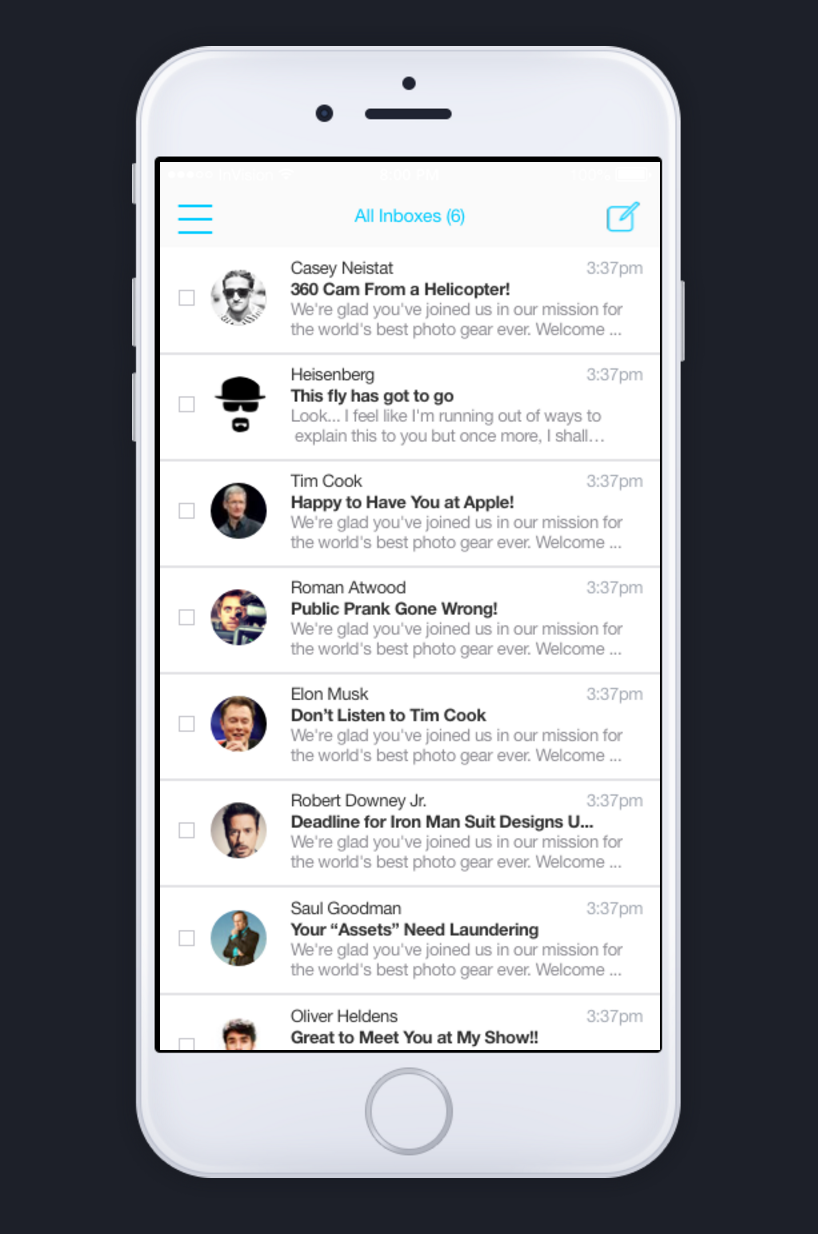 All Inboxes (6)
Casey Neistat 3:37pm
360 Cam From a Helicopter!
We're glad you've joined us in our mission for
the world's best photo gear ever. Welcome ...
Heisenberg 3:37pm
This fly has got to go
Look... I feel like I'm running out of ways to
explain this to you but once more, I shall…
Tim Cook 3:37pm
Happy to Have You at Apple!
We're glad you've joined us in our mission for
the world's best photo gear ever. Welcome ...
Roman Atwood 3:37pm
Public Prank Gone Wrong!
We're glad you've joined us in our mission for
the world's best photo gear ever. Welcome ...
Elon Musk 3:37pm
Don’t Listen to Tim Cook
We're glad you've joined us in our mission for
the world's best photo gear ever. Welcome ...
Robert Downey Jr. 3:37pm
Deadline for Iron Man Suit Designs U...
We're glad you've joined us in our mission for
the world's best photo gear ever. Welcome ...
Saul Goodman 3:37pm
Your “Assets” Need Laundering
We're glad you've joined us in our mission for
the world's best photo gear ever. Welcome ...
Oliver Heldens 3:37pm
Great to Meet You at My Show!!